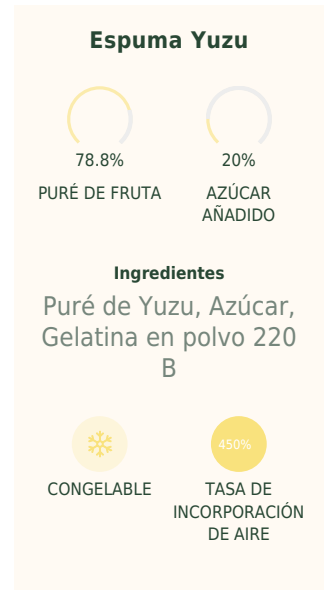 Espuma Yuzu
78.8%
20%
PURÉ DE FRUTA
AZÚCAR
AÑADIDO
Ingredientes
Puré de Yuzu, Azúcar,
Gelatina en polvo 220
B
450%
CONGELABLE
TASA DE
INCORPORACIÓN
DE AIRE